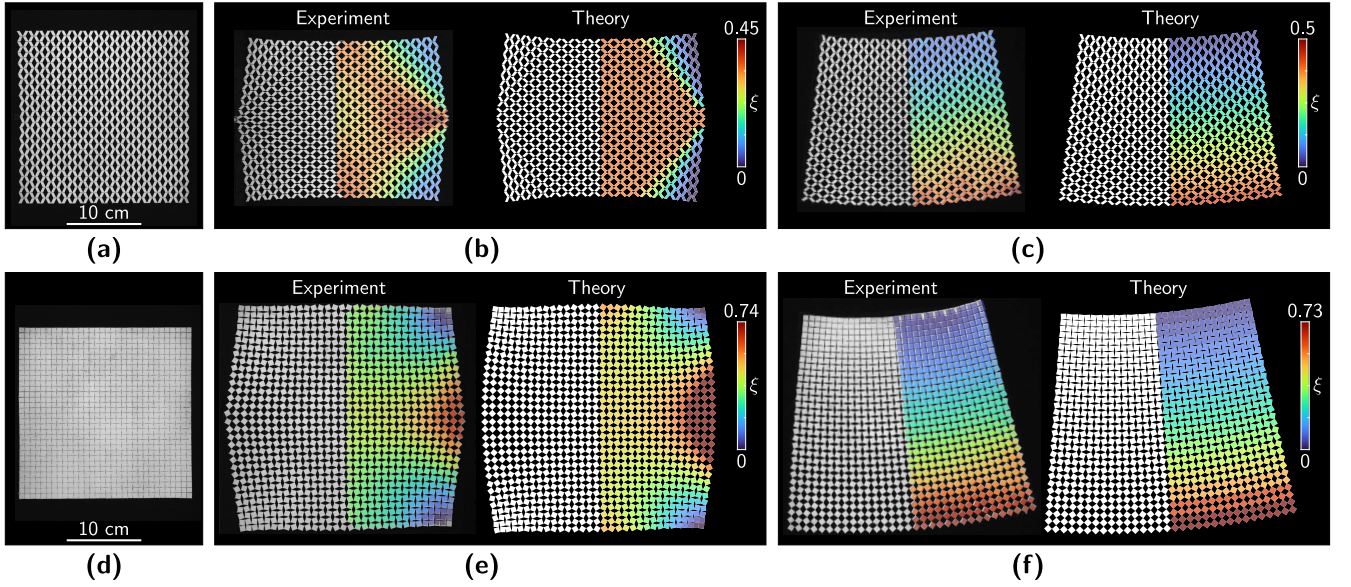 Experiment Theory 0.45
ξ
0
Experiment Theory 0.5
ξ
0
10 cm
(a) (b) (c)
Experiment Theory 0.74
ξ
0
Experiment Theory 0.73
ξ
0
10 cm
(d) (e) (f)